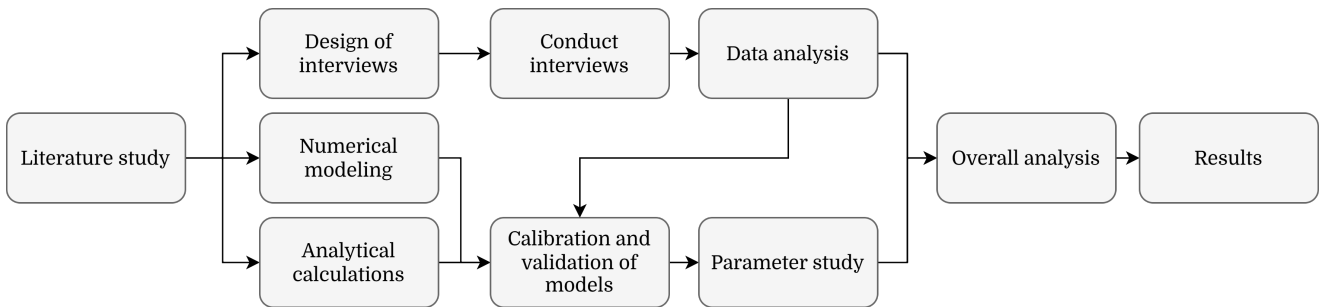 Literature study
Design of
interviews
Conduct
interviews
Data analysis
Numerical
modeling
Analytical
calculations
Calibration and
validation of
models
Parameter study
Overall analysis
Results